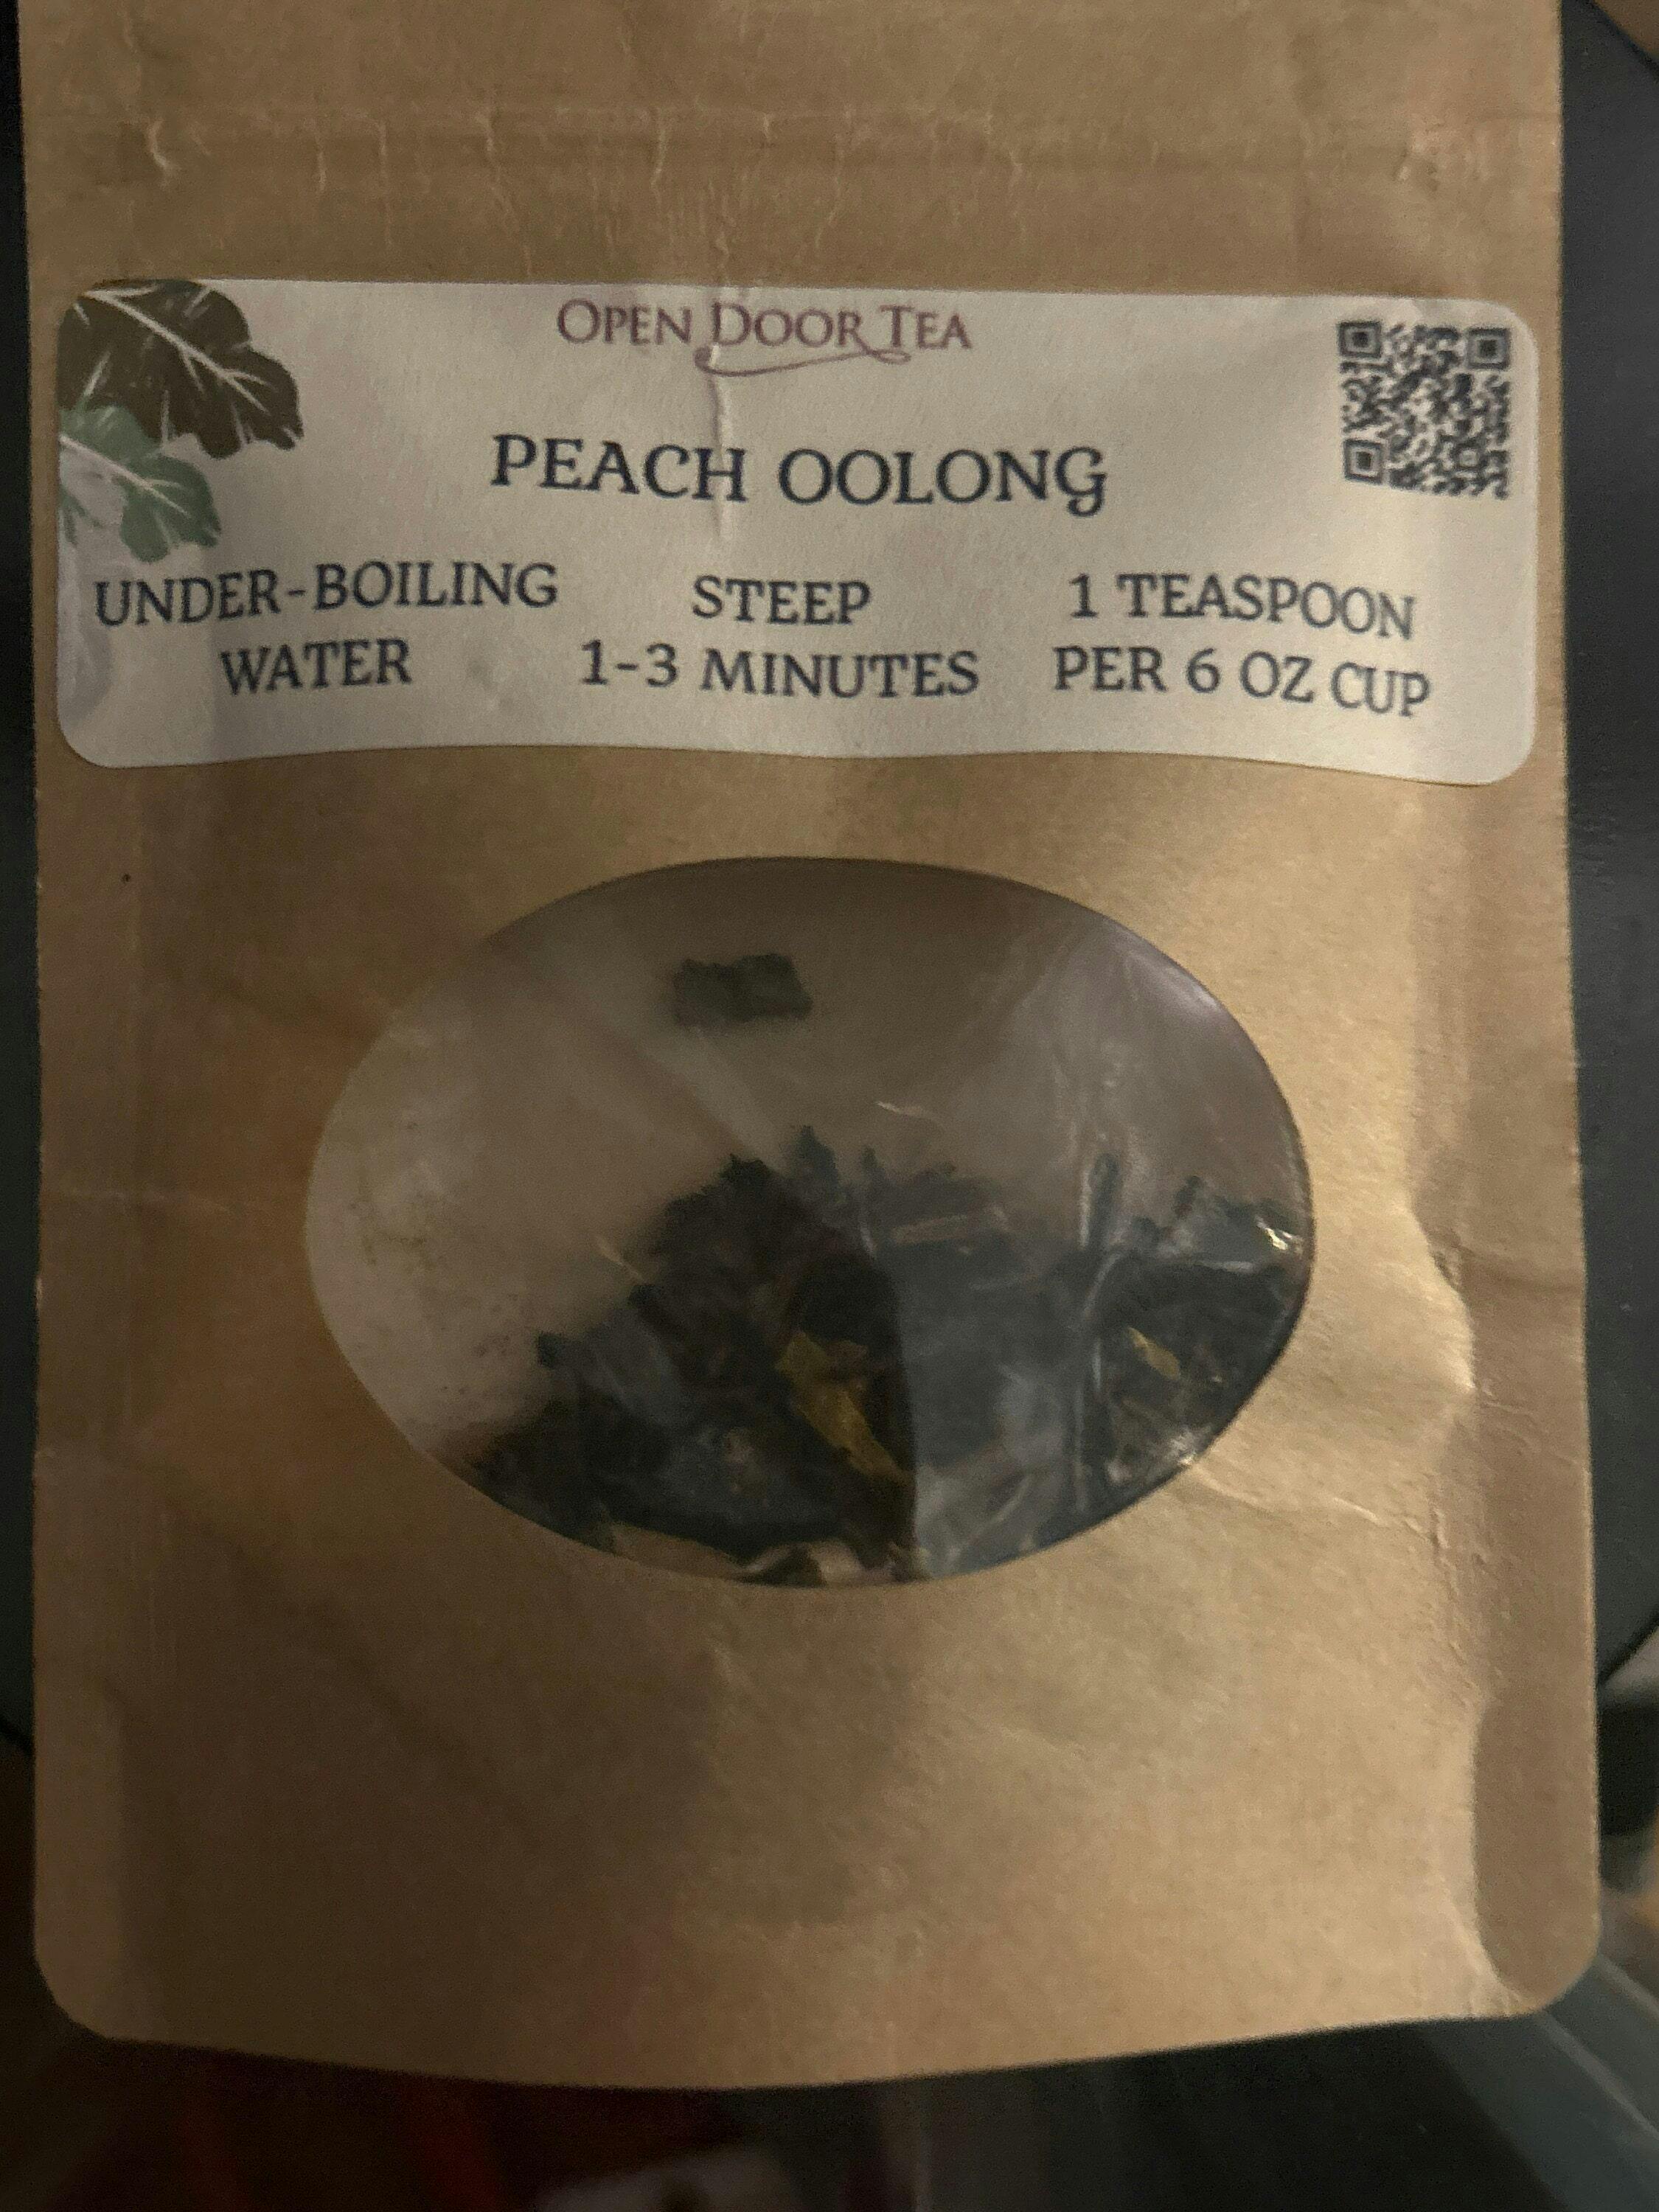 OPEN DOOR TEA
PEACH OOLONG
UNDER-BOILING
WATER
STEEP
1-3 MINUTES
1 TEASPOON
PER 6 OZ CUP